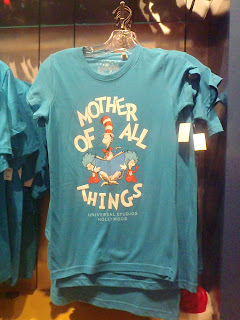 MOTHER
OF ALL
THINGS
UNIVERSAL STUDIOS
HOLLYWOOD